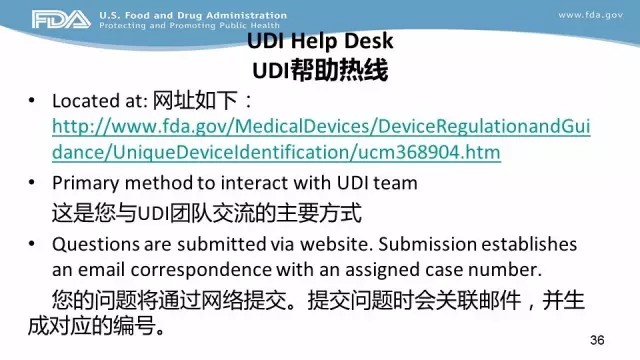 FDA U.S. Food and Drug Administration
Protecting and Promoting Public Health
www.fda.gov
UDI Help Desk
UDI帮助热线
• Located at: 网址如下：
http://www.fda.gov/MedicalDevices/DeviceRegulationandGui
dance/UniqueDeviceIdentification/ucm368904.htm
• Primary method to interact with UDI team
这是您与UDI团队交流的主要方式
• Questions are submitted via website. Submission establishes
an email correspondence with an assigned case number.
您的问题将通过网络提交。提交问题时会关联邮件，并生
成对应的编号。
36